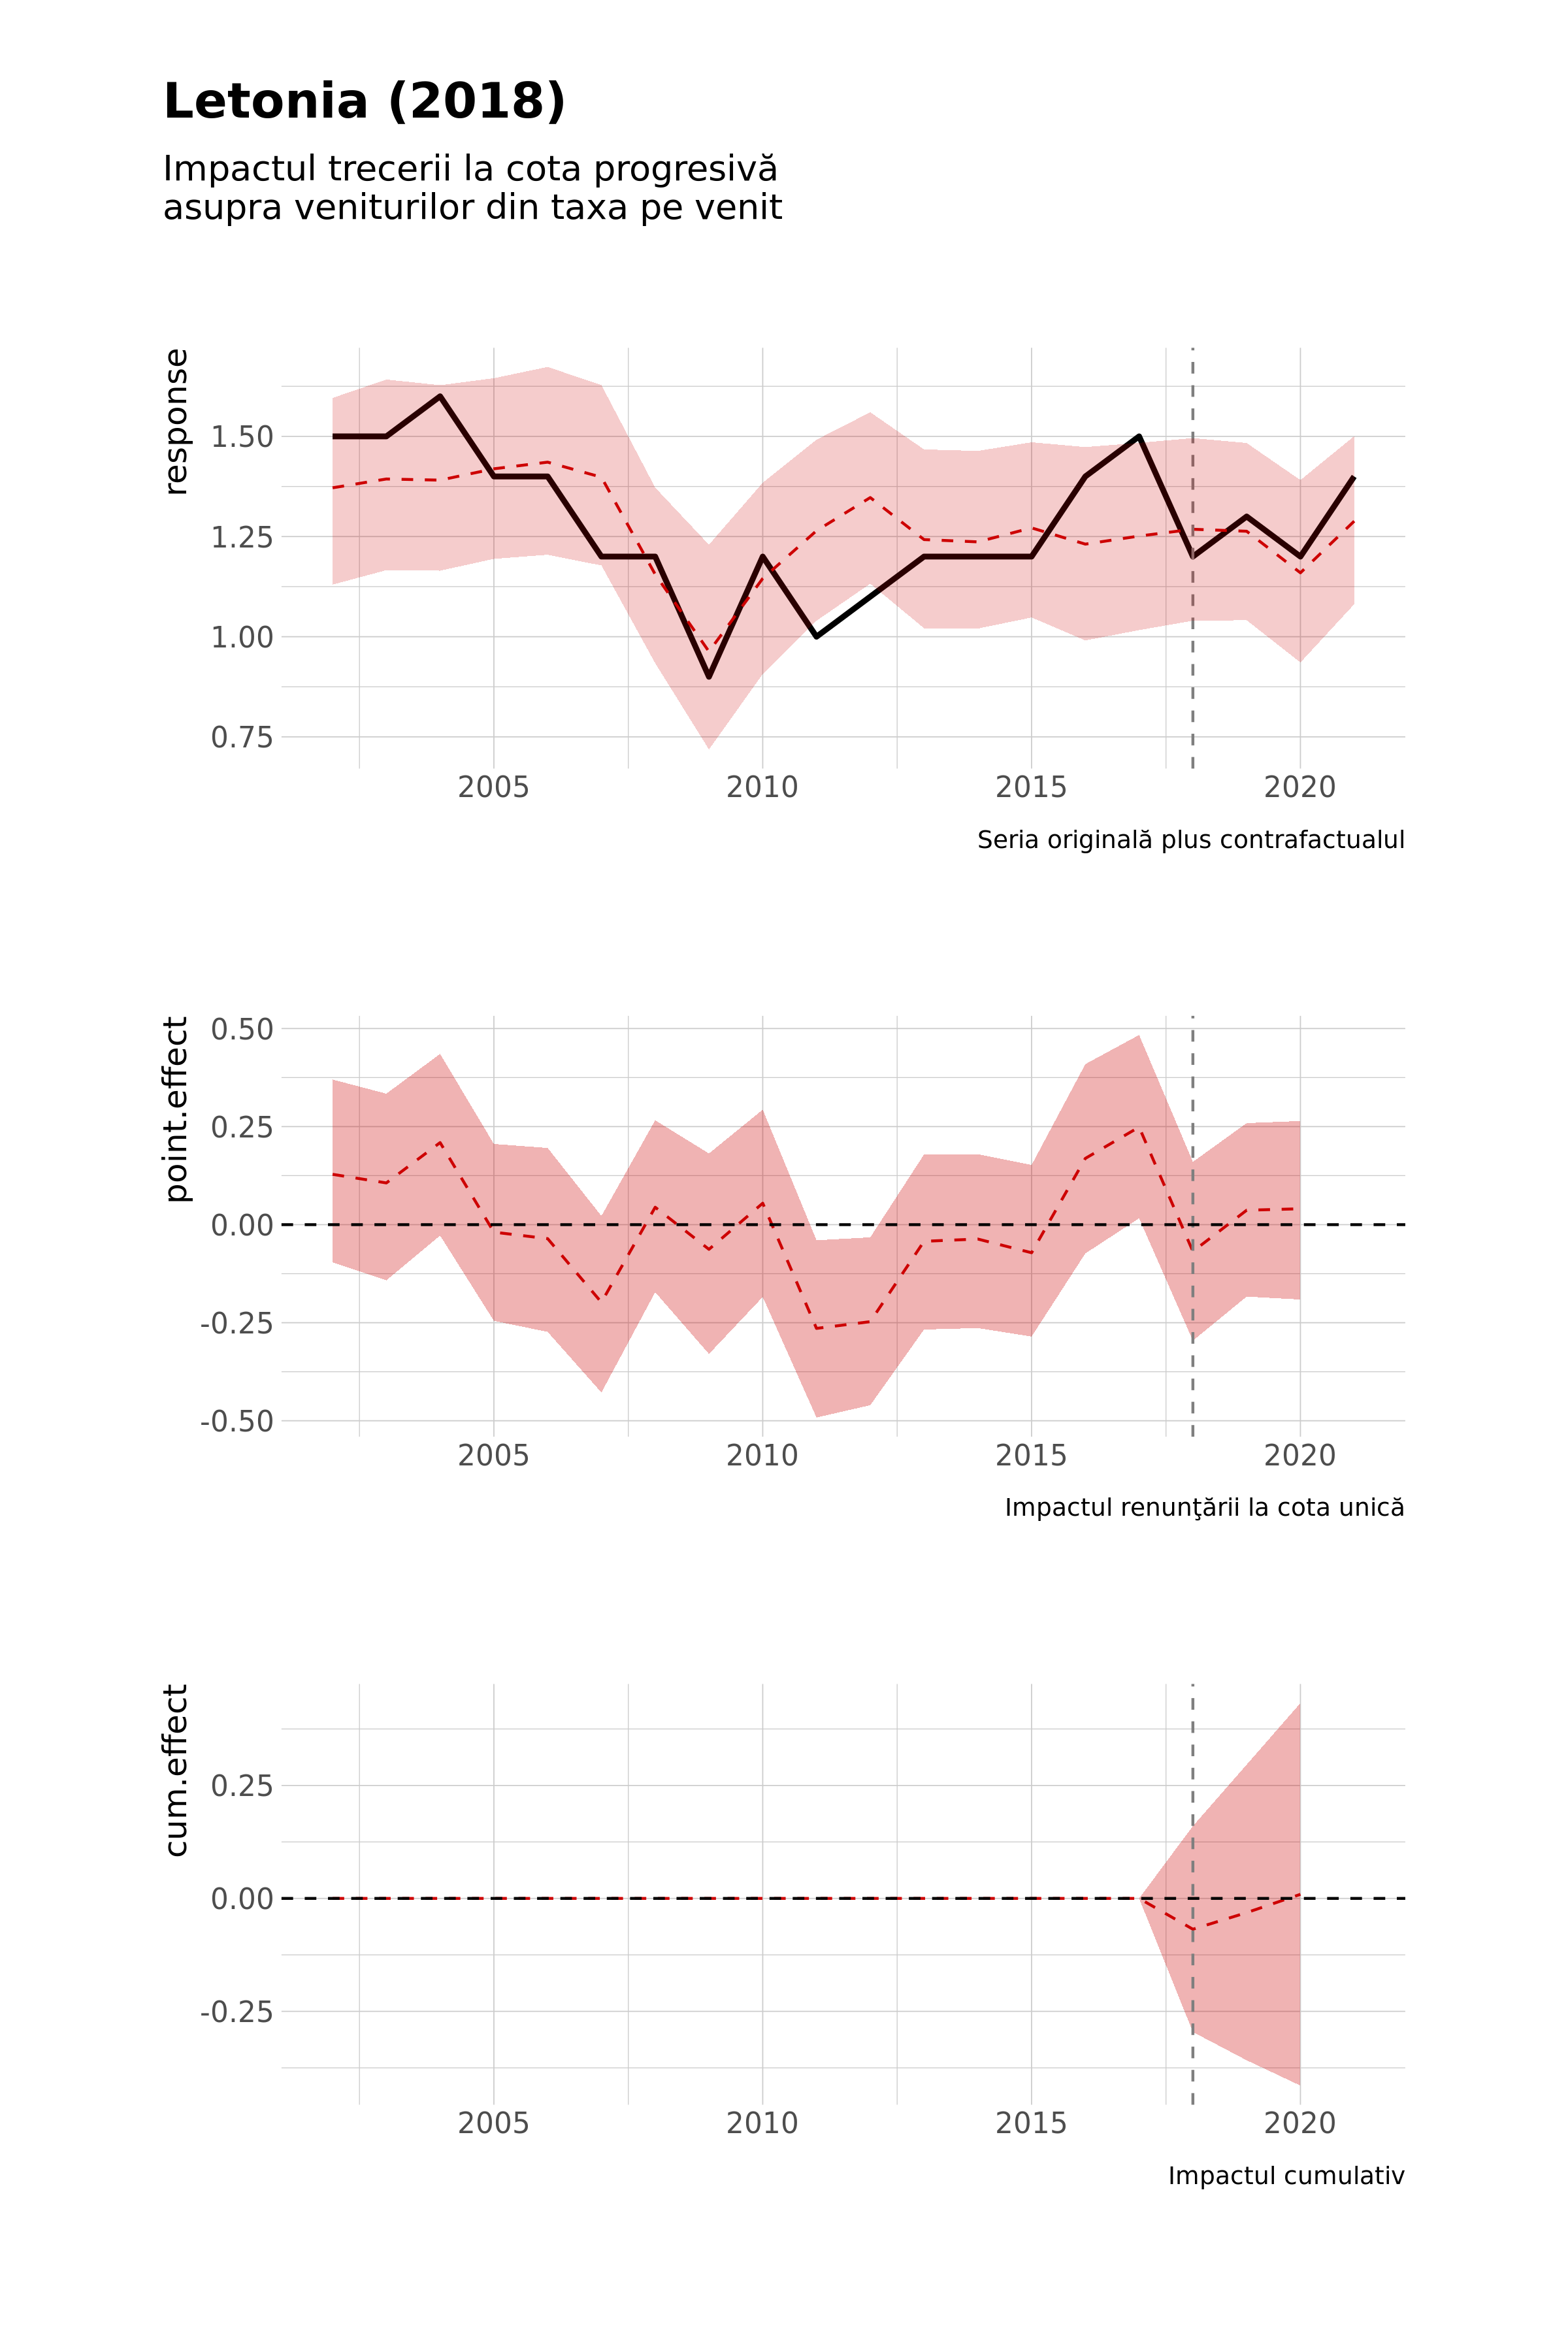 Letonia (2018)
Impactul trecerii la cota progresivă
asupra veniturilor din taxa pe venit
response
1.50
1.25
1.00
0.75
2005 2010 2015 2020
Seria originală plus contrafactualul
point.effect
0.50
0.25
0.00
-0.25
-0.50
2005 2010 2015 2020
Impactul renunţării la cota unică
cum.effect
0.25
0.00
-0.25
2005 2010 2015 2020
Impactul cumulativ